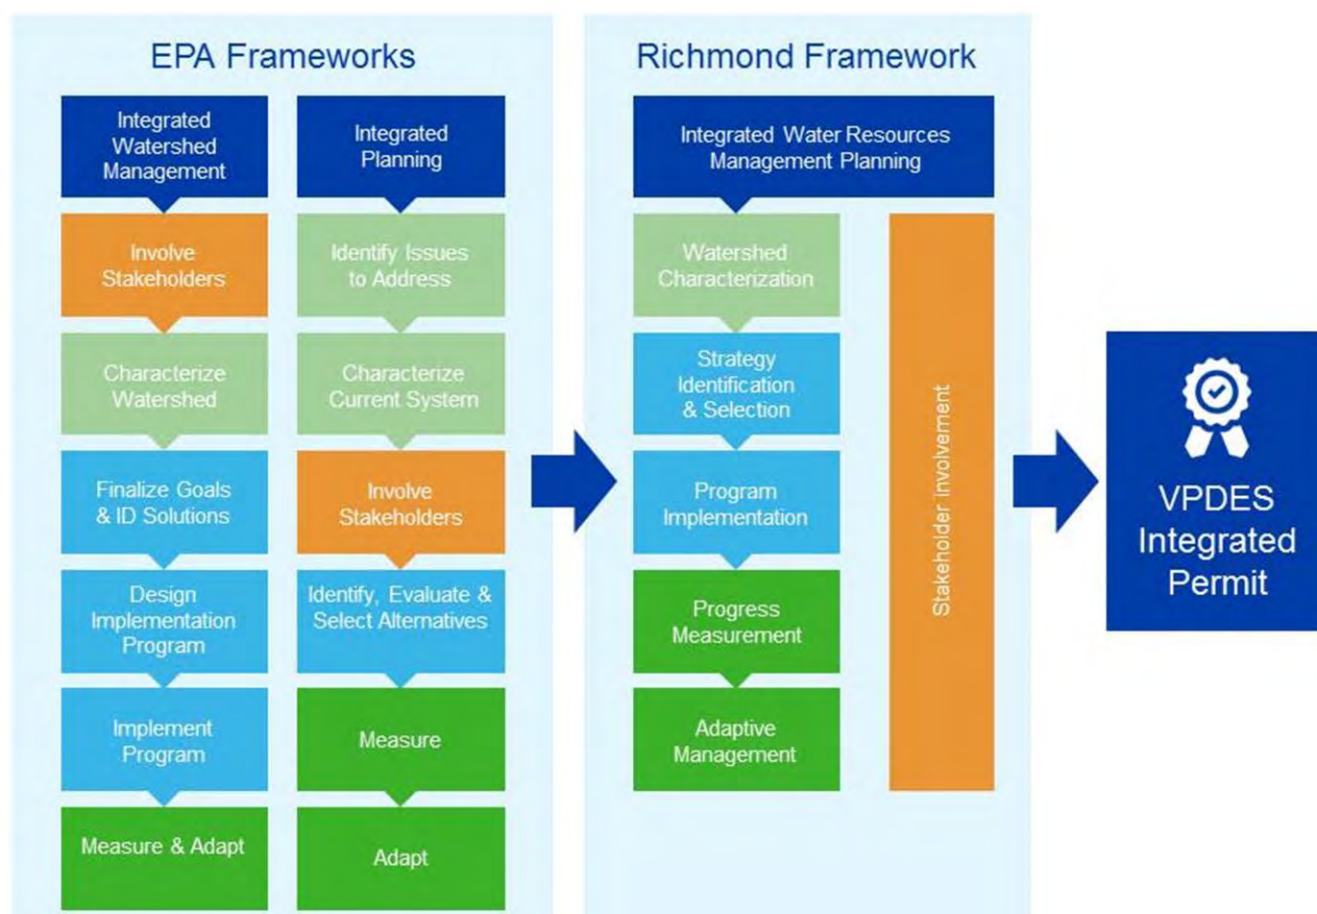 EPA Frameworks
Integrated
Watershed
Management
Involve
Stakeholders
Characterize
Watershed
Finalize Goals
& ID Solutions
Design
Implementation
Program
Implement
Program
Measure & Adapt
Integrated
Planning
Identify Issues
to Address
Characterize
Current System
Involve
Stakeholders
Identify, Evaluate &
Select Alternatives
Measure
Adapt
Richmond Framework
Integrated Water Resources
Management Planning
Watershed
Characterization
Strategy
Identification
& Selection
Program
Implementation
Progress
Measurement
Adaptive
Management
Stakeholder Involvement
VPDES
Integrated
Permit